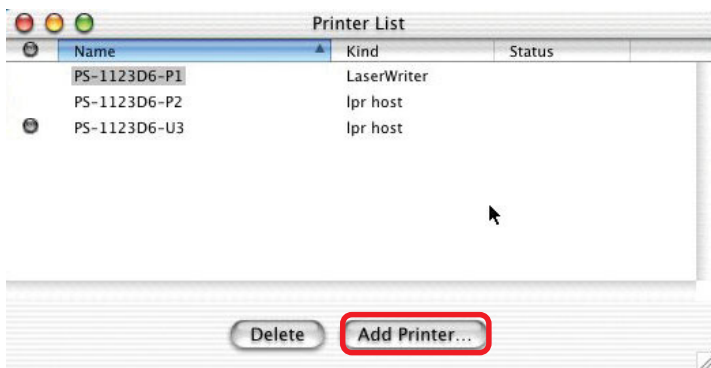 Printer List
Name Kind Status
PS-1123D6-P1 LaserWriter
PS-1123D6-P2 lpr host
PS-1123D6-U3 lpr host
Delete Add Printer...